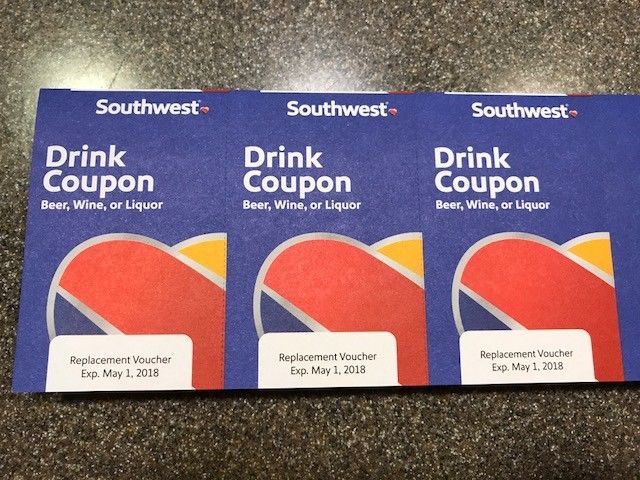 Southwest
Drink
Coupon
Beer, Wine, or Liquor
Replacement Voucher
Exp. May 1, 2018
Southwest
Drink
Coupon
Beer, Wine, or Liquor
Replacement Voucher
Exp. May 1, 2018
Southwest
Drink
Coupon
Beer, Wine, or Liquor
Replacement Voucher
Exp. May 1, 2018